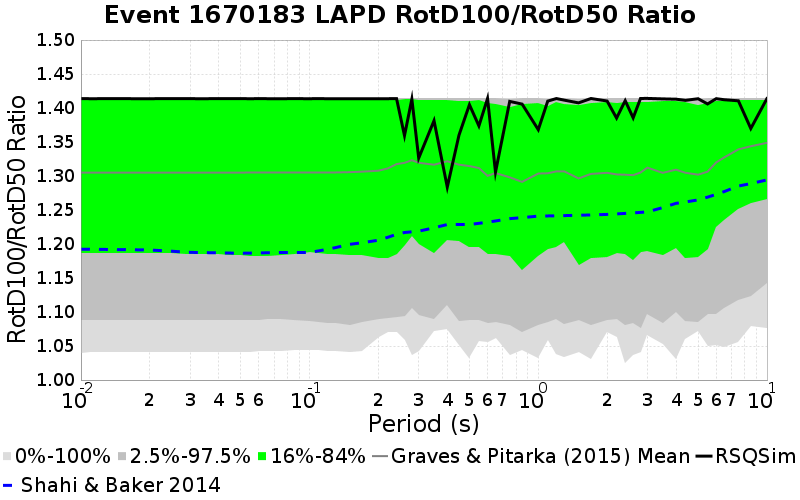 Event 1670183 LAPD RotD100/RotD50 Ratio
RotD100/RotD50 Ratio
1.50
1.45
1.40
1.35
1.30
1.25
1.20
1.15
1.10
1.05
1.00
10-2 2 3 4 5 6 10-1 2 3 4 5 6 7 100 2 3 4 5 6 7 101
Period (s)
0%-100% 2.5%-97.5% 16%-84% Graves & Pitarka (2015) Mean RSQSim
Shahi & Baker 2014